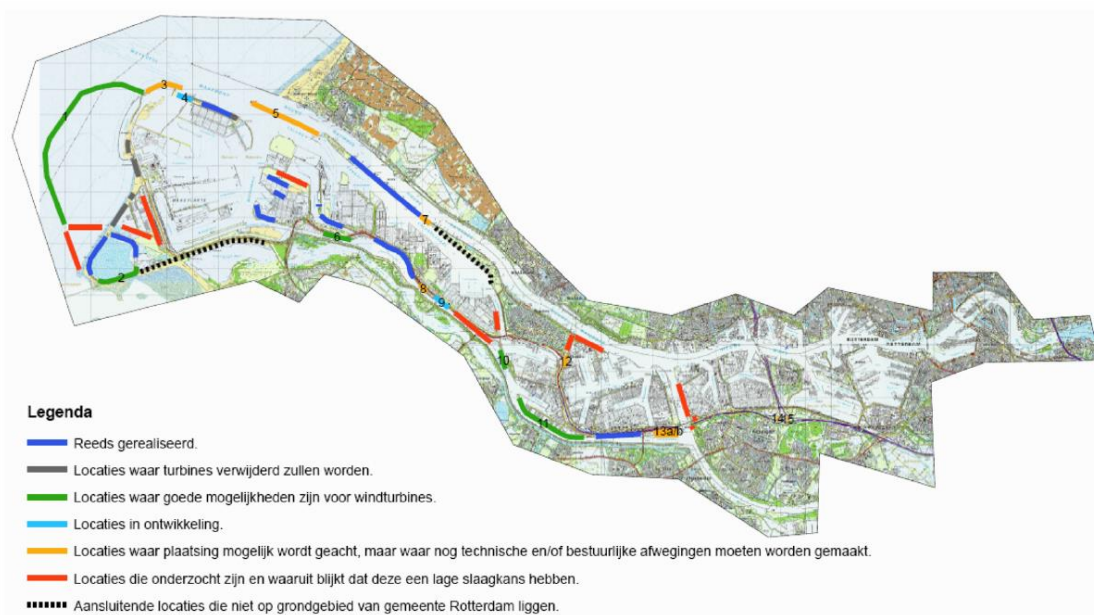 3
4
1
5
7
6
2
8
9
10
12
11
13a/b
14
15
ROTTERDAM
Legenda
Reeds gerealiseerd.
Locaties waar turbines verwijderd zullen worden.
Locaties waar goede mogelijkheden zijn voor windturbines.
Locaties in ontwikkeling.
Locaties waar plaatsing mogelijk wordt geacht, maar waar nog technische en/of bestuurlijke afwegingen moeten worden gemaakt.
Locaties die onderzocht zijn en waaruit blijkt dat deze een lage slaagkans hebben.
Aansluitende locaties die niet op grondgebied van gemeente Rotterdam liggen.